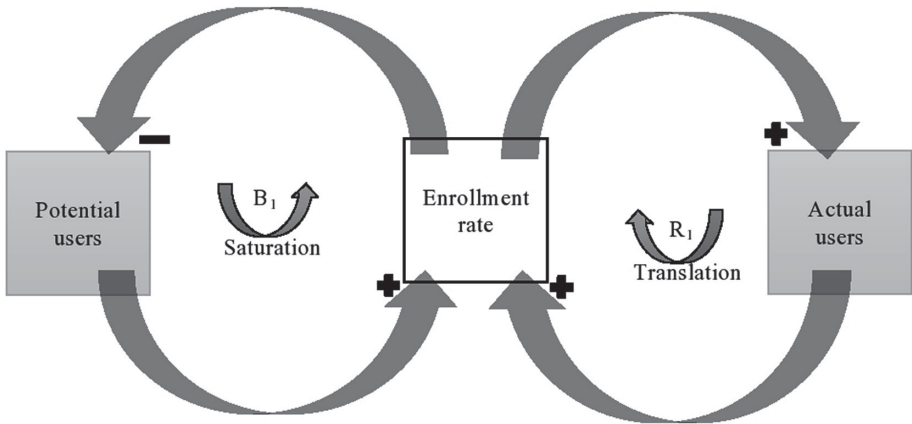 −
+
Potential
users
B₁
Saturation
Enrollment
rate
R₁
Translation
Actual
users
+
+